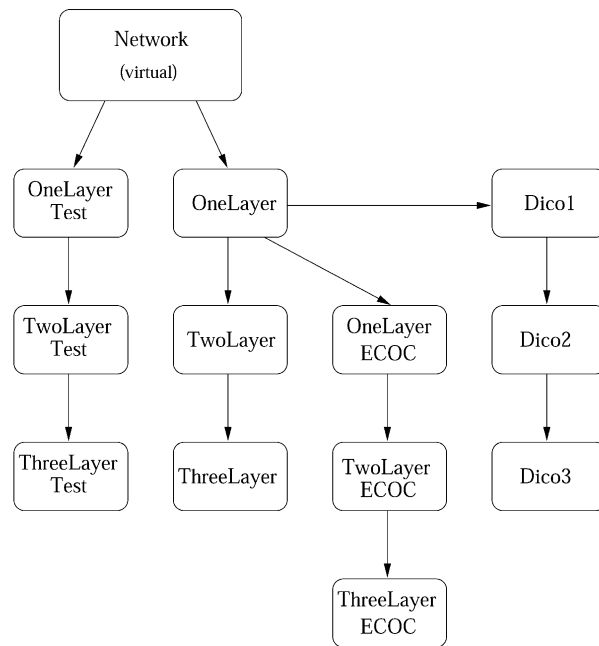 Network
(virtual)
OneLayer
Test
OneLayer
Dico1
TwoLayer
Test
TwoLayer
OneLayer
ECOC
Dico2
ThreeLayer
Test
ThreeLayer
TwoLayer
ECOC
Dico3
ThreeLayer
ECOC